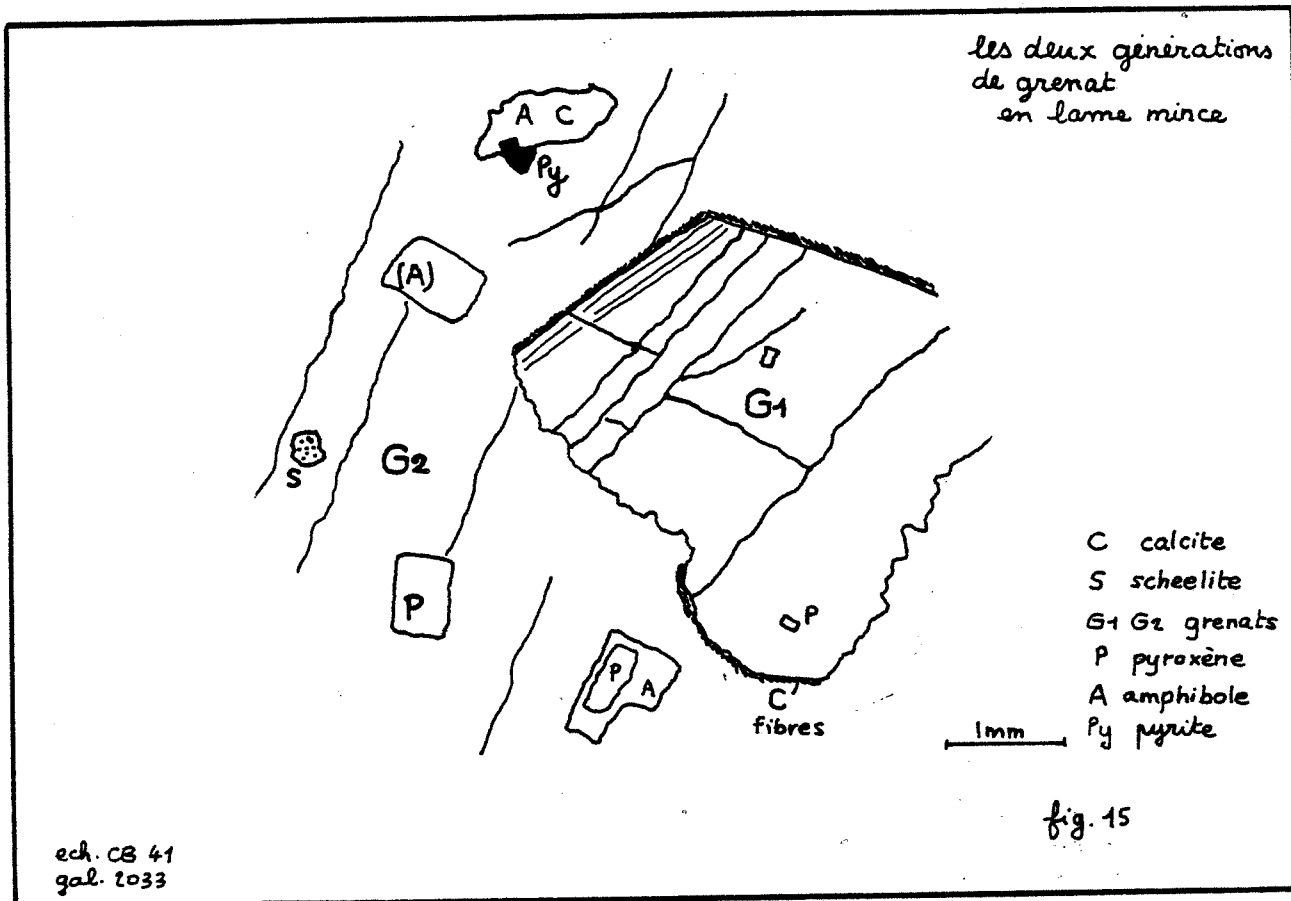 les deux générations
de grenat
en lame mince
A C
Py
(A)
G1
G2
S
P
P
P A
C
fibres
C calcite
S scheelite
G1 G2 grenats
P pyroxène
A amphibole
Py pyrite
1mm
fig. 15
ech. CB 41
gal. 2033